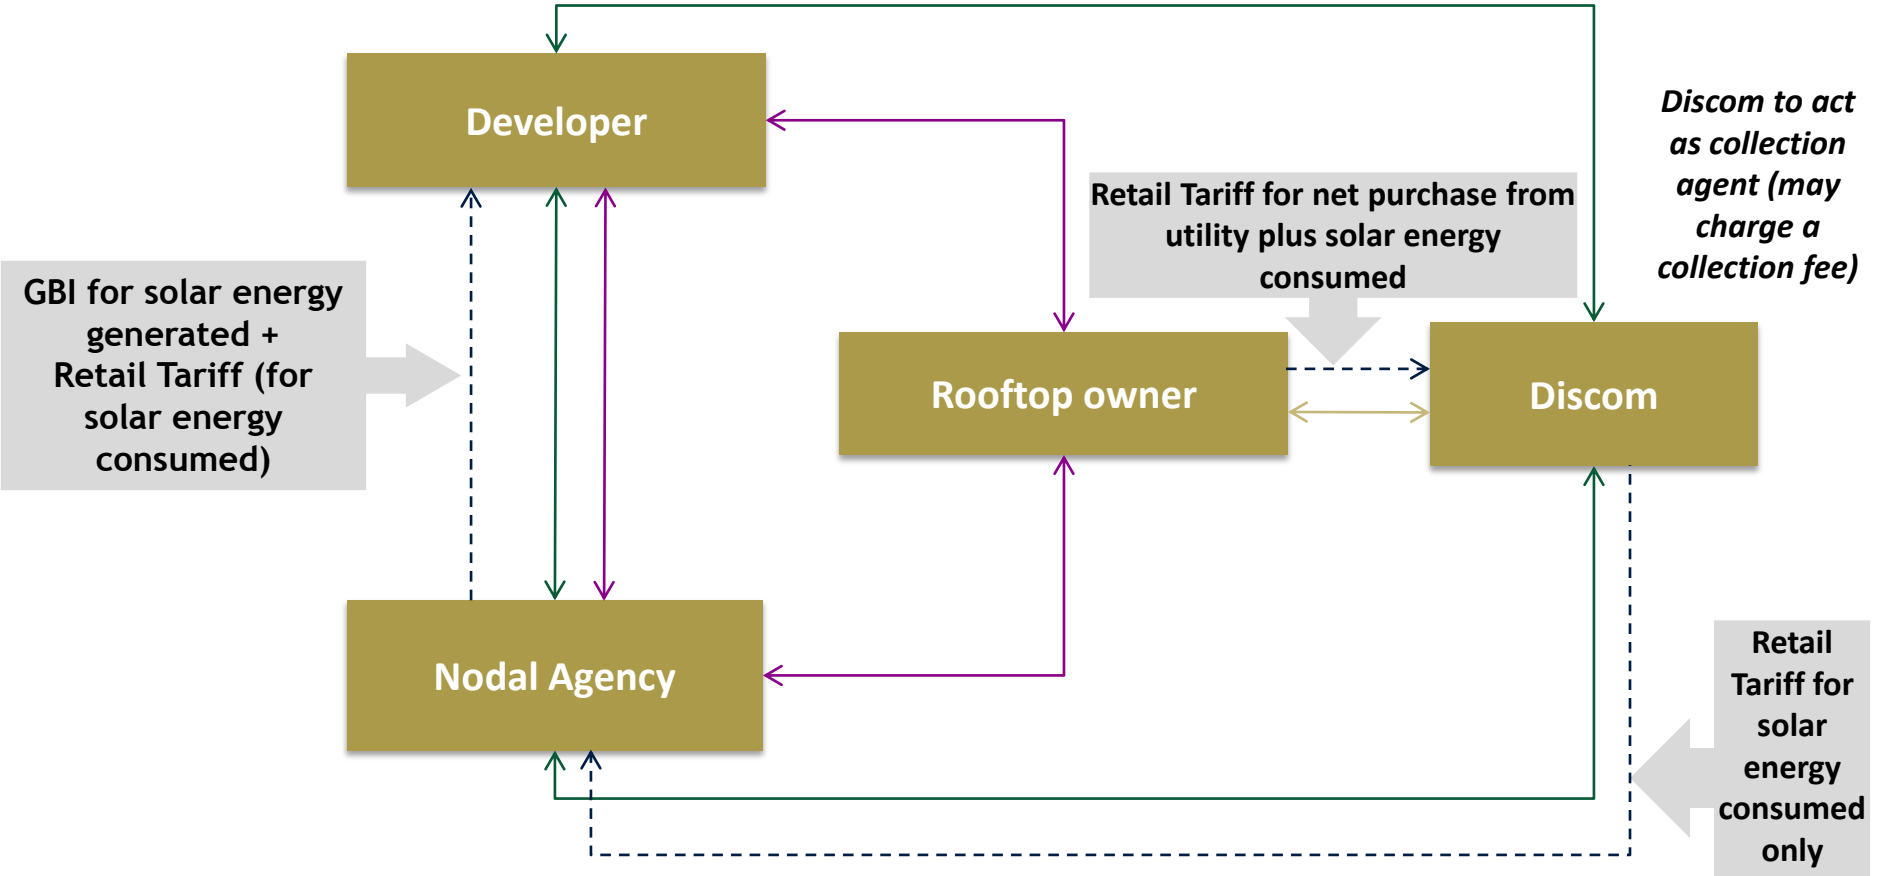 Developer
Discom to act
as collection
agent (may
charge a
collection fee)
Retail Tariff for net purchase from
utility plus solar energy
consumed
GBI for solar energy
generated +
Retail Tariff (for
solar energy
consumed)
Rooftop owner
Discom
Nodal Agency
Retail
Tariff for
solar
energy
consumed
only